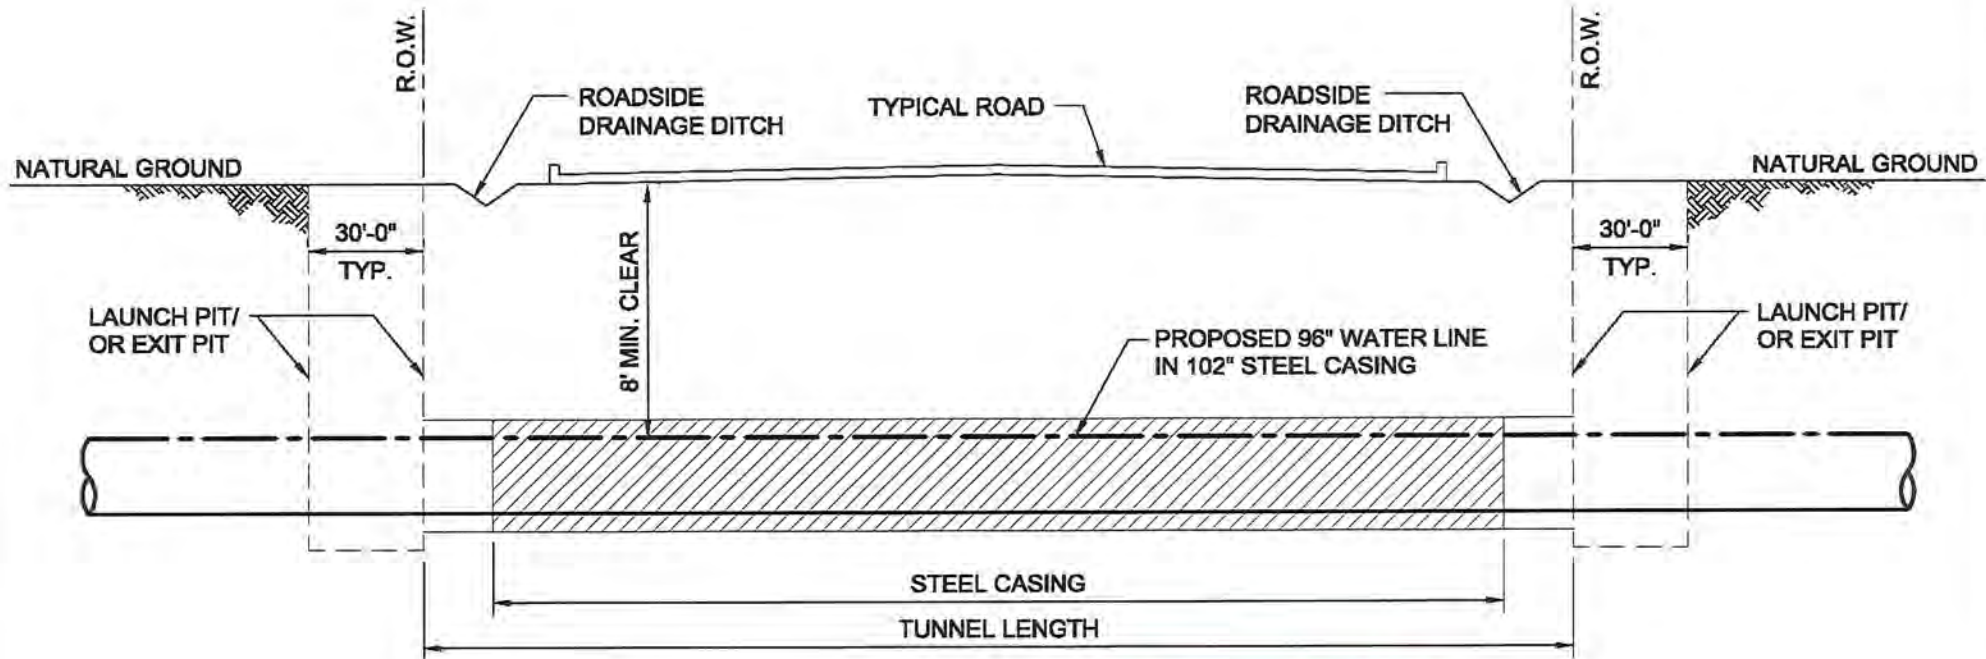 R.O.W.
R.O.W.
ROADSIDE
DRAINAGE DITCH
TYPICAL ROAD
ROADSIDE
DRAINAGE DITCH
NATURAL GROUND
NATURAL GROUND
30'-0"
TYP.
8' MIN. CLEAR
30'-0"
TYP.
LAUNCH PIT/
OR EXIT PIT
PROPOSED 96" WATER LINE
IN 102" STEEL CASING
LAUNCH PIT/
OR EXIT PIT
STEEL CASING
TUNNEL LENGTH